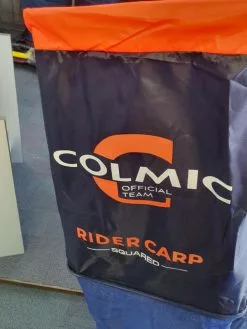 COLMIC
OFFICIAL
TEAM
RIDER CARP
SQUARED